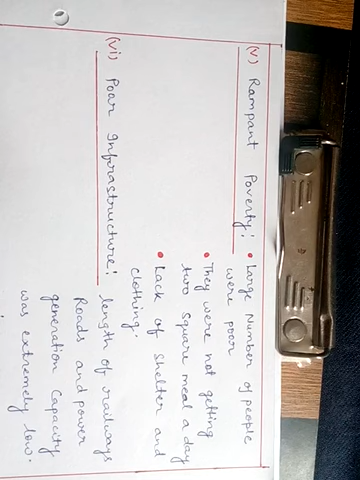 (v) Rampant Poverty: • Large Number of people
were poor
• They were not getting
two square meal a day
• Lack of shelter and
clothing.
(vi) Poar Infrastructure: length of railways
Roads and power
generation capacity
was extremely low.